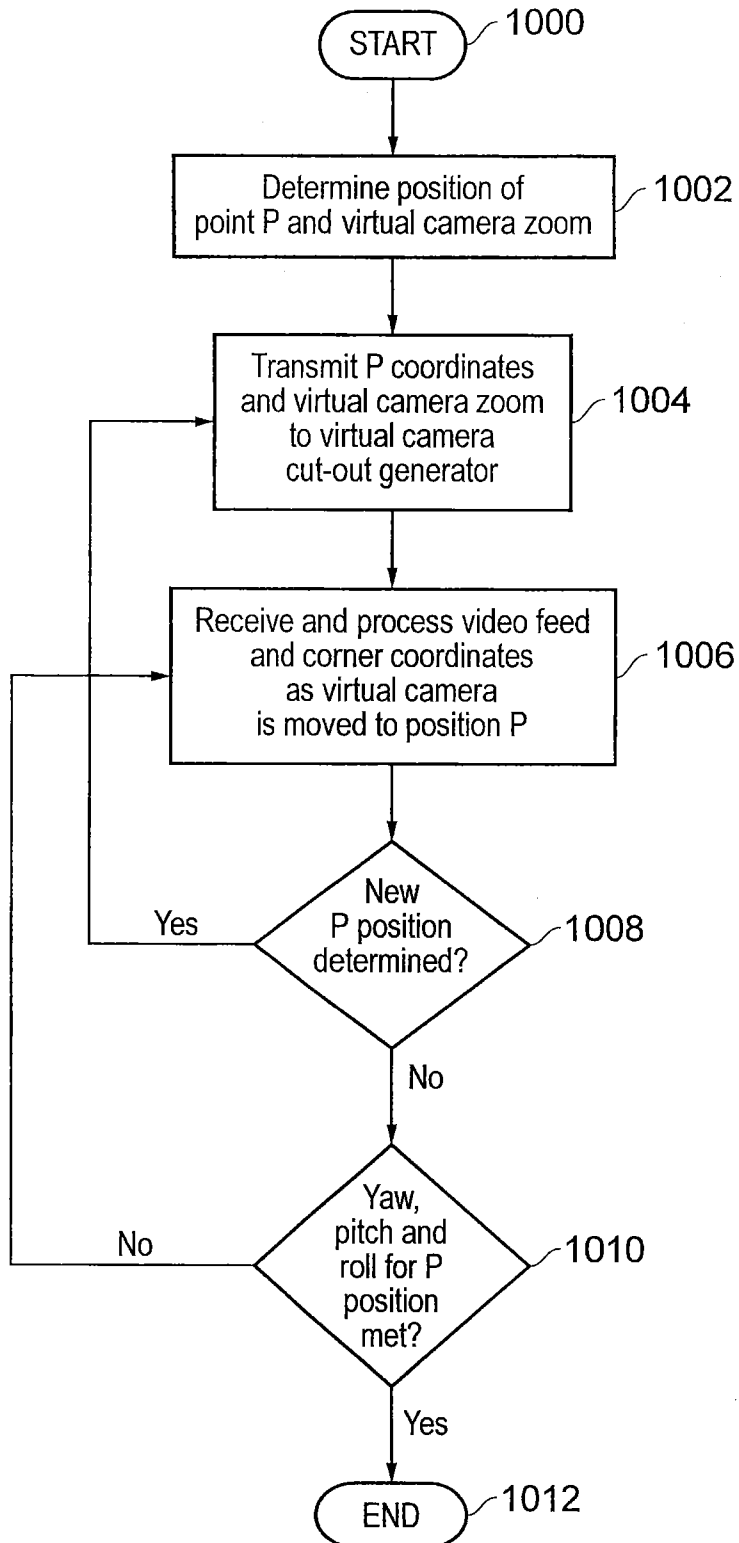 START
1000
Determine position of
point P and virtual camera zoom
1002
Transmit P coordinates
and virtual camera zoom
to virtual camera
cut-out generator
1004
Receive and process video feed
and corner coordinates
as virtual camera
is moved to position P
1006
New
P position
determined?
1008
Yes
No
Yaw,
pitch and
roll for P
position
met?
1010
No
Yes
END
1012